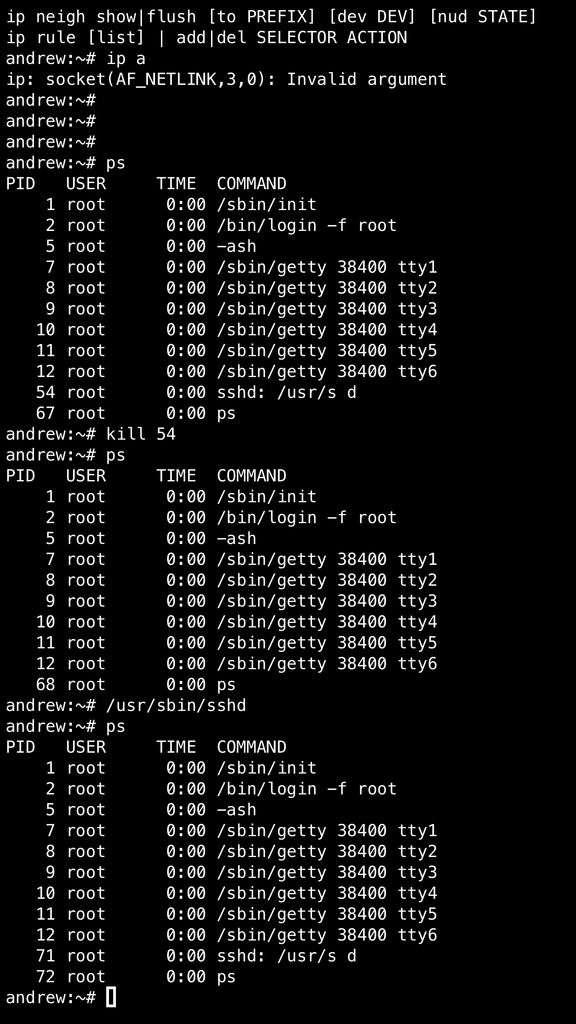 ip neigh show|flush [to PREFIX] [dev DEV] [nud STATE]
ip rule [list] | add|del SELECTOR ACTION
andrew:~# ip a
ip: socket(AF_NETLINK,3,0): Invalid argument
andrew:~#
andrew:~#
andrew:~#
andrew:~# ps
PID   USER     TIME  COMMAND
    1 root      0:00 /sbin/init
    2 root      0:00 /bin/login -f root
    5 root      0:00 -ash
    7 root      0:00 /sbin/getty 38400 tty1
    8 root      0:00 /sbin/getty 38400 tty2
    9 root      0:00 /sbin/getty 38400 tty3
   10 root      0:00 /sbin/getty 38400 tty4
   11 root      0:00 /sbin/getty 38400 tty5
   12 root      0:00 /sbin/getty 38400 tty6
   54 root      0:00 sshd: /usr/s d
   67 root      0:00 ps
andrew:~# kill 54
andrew:~# ps
PID   USER     TIME  COMMAND
    1 root      0:00 /sbin/init
    2 root      0:00 /bin/login -f root
    5 root      0:00 -ash
    7 root      0:00 /sbin/getty 38400 tty1
    8 root      0:00 /sbin/getty 38400 tty2
    9 root      0:00 /sbin/getty 38400 tty3
   10 root      0:00 /sbin/getty 38400 tty4
   11 root      0:00 /sbin/getty 38400 tty5
   12 root      0:00 /sbin/getty 38400 tty6
   68 root      0:00 ps
andrew:~# /usr/sbin/sshd
andrew:~# ps
PID   USER     TIME  COMMAND
    1 root      0:00 /sbin/init
    2 root      0:00 /bin/login -f root
    5 root      0:00 -ash
    7 root      0:00 /sbin/getty 38400 tty1
    8 root      0:00 /sbin/getty 38400 tty2
    9 root      0:00 /sbin/getty 38400 tty3
   10 root      0:00 /sbin/getty 38400 tty4
   11 root      0:00 /sbin/getty 38400 tty5
   12 root      0:00 /sbin/getty 38400 tty6
   71 root      0:00 sshd: /usr/s d
   72 root      0:00 ps
andrew:~#